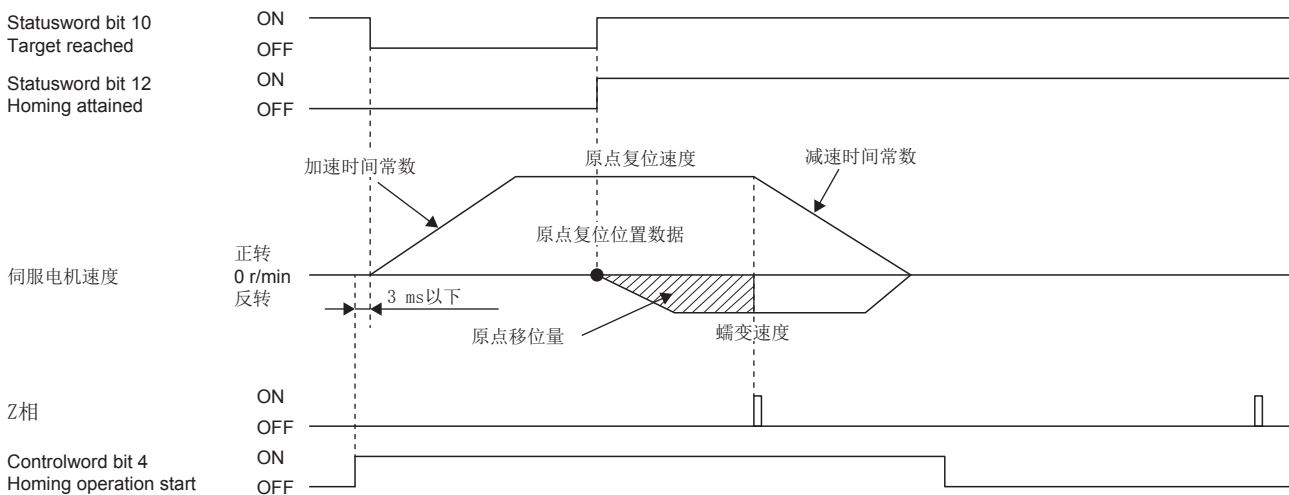 Statusword bit 10
Target reached
ON
OFF
Statusword bit 12
Homing attained
ON
OFF
加速时间常数
原点复位速度
减速时间常数
原点复位位置数据
伺服电机速度
正转
0 r/min
反转
3 ms以下
原点移位量
蠕变速度
Z相
ON
OFF
Controlword bit 4
Homing operation start
ON
OFF